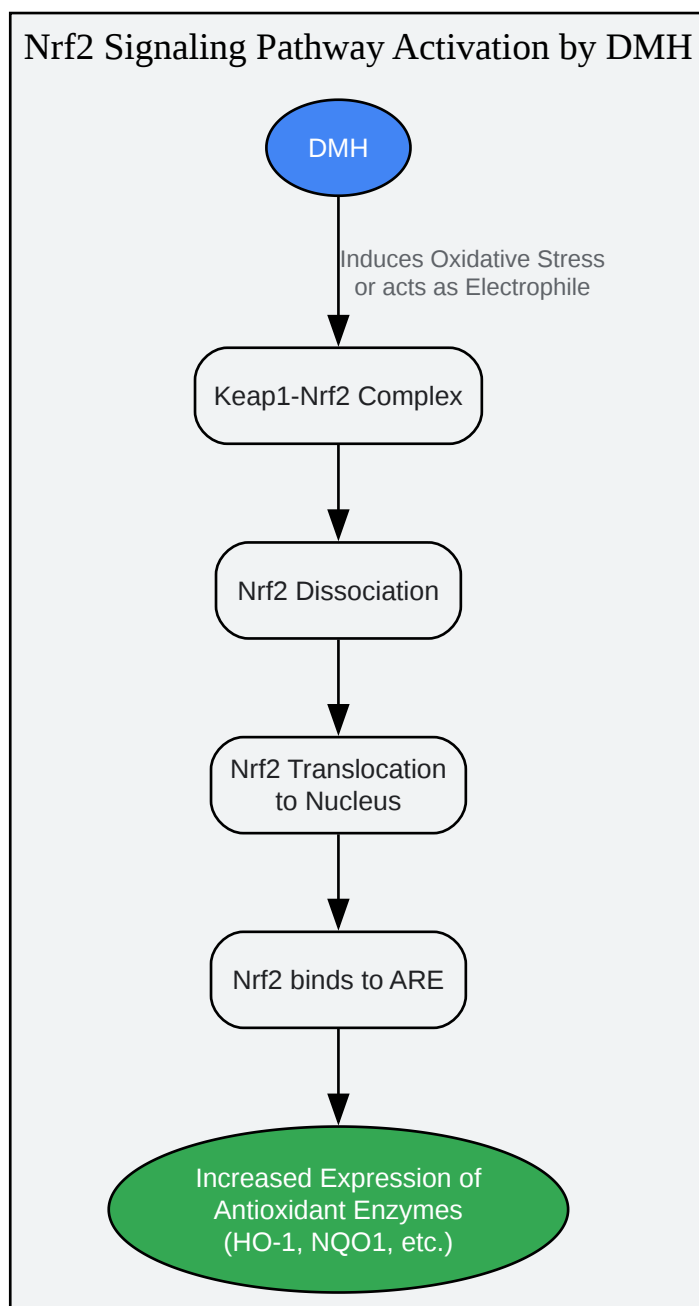 Nrf2 Signaling Pathway Activation by DMH
DMH
Induces Oxidative Stress
or acts as Electrophile
Keap1-Nrf2 Complex
Nrf2 Dissociation
Nrf2 Translocation
to Nucleus
Nrf2 binds to ARE
Increased Expression of
Antioxidant Enzymes
(HO-1, NQO1, etc.)